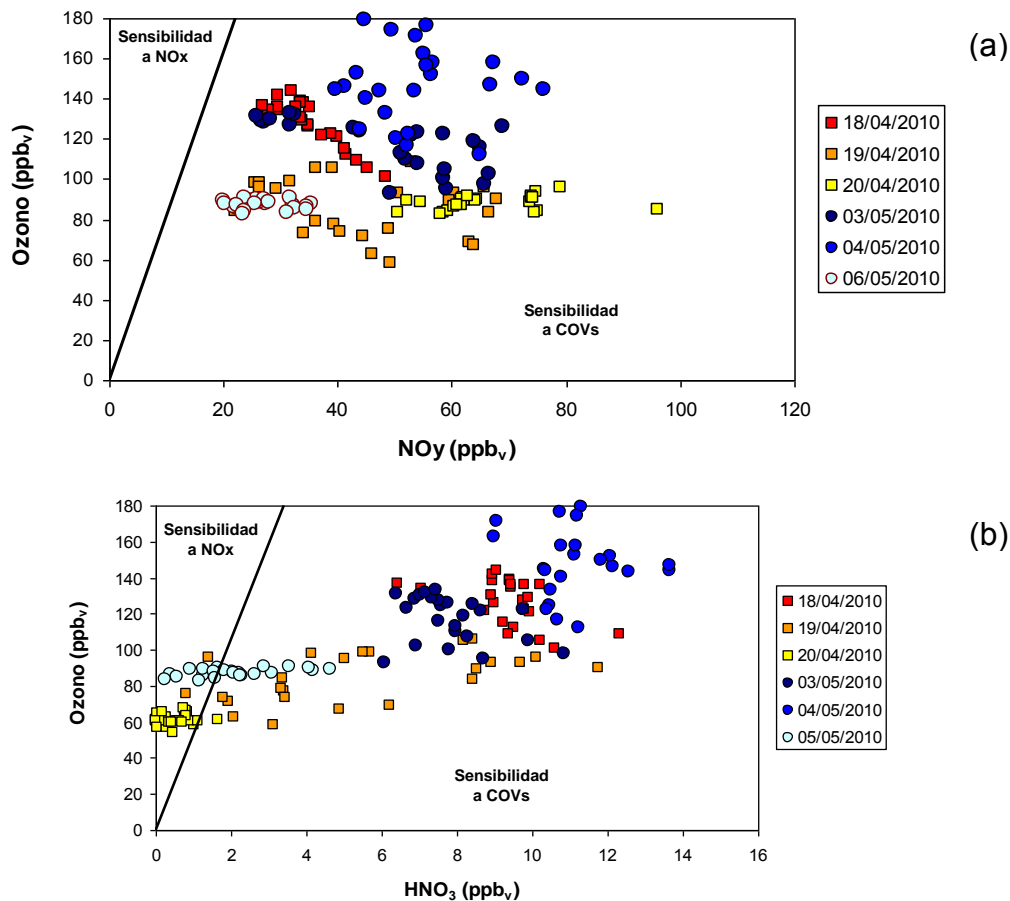 (a)
Sensibilidad
a NOx
Sensibilidad
a COVs
Ozono (ppbv)
180
160
140
120
100
80
60
40
20
0
0 20 40 60 80 100 120
NOy (ppbv)
18/04/2010
19/04/2010
20/04/2010
03/05/2010
04/05/2010
06/05/2010
(b)
Sensibilidad
a NOx
Sensibilidad
a COVs
Ozono (ppbv)
180
160
140
120
100
80
60
40
20
0
0 2 4 6 8 10 12 14 16
HNO3 (ppbv)
18/04/2010
19/04/2010
20/04/2010
03/05/2010
04/05/2010
05/05/2010